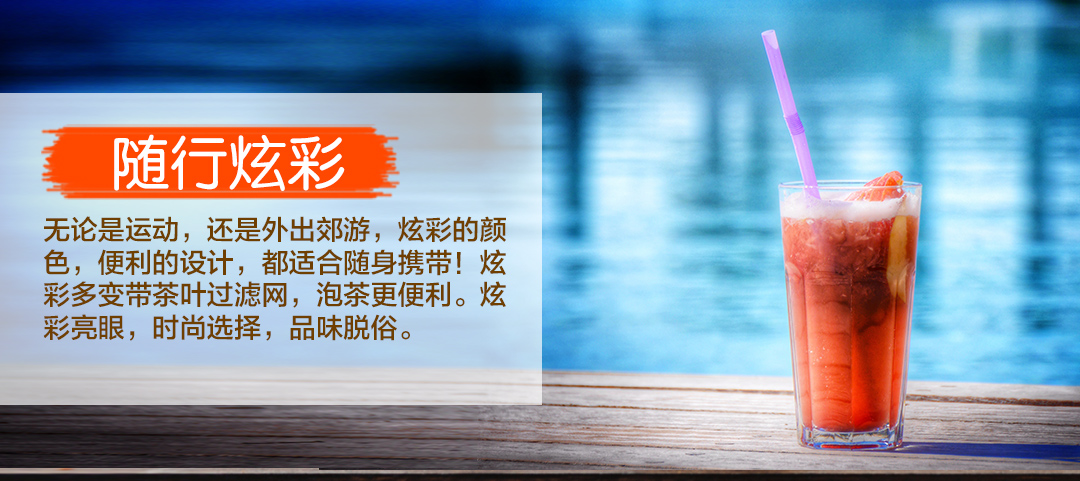 随行炫彩
无论是运动，还是外出郊游，炫彩的颜
色，便利的设计，都适合随身携带！炫
彩多变带茶叶过滤网，泡茶更便利。炫
彩亮眼，时尚选择，品味脱俗。